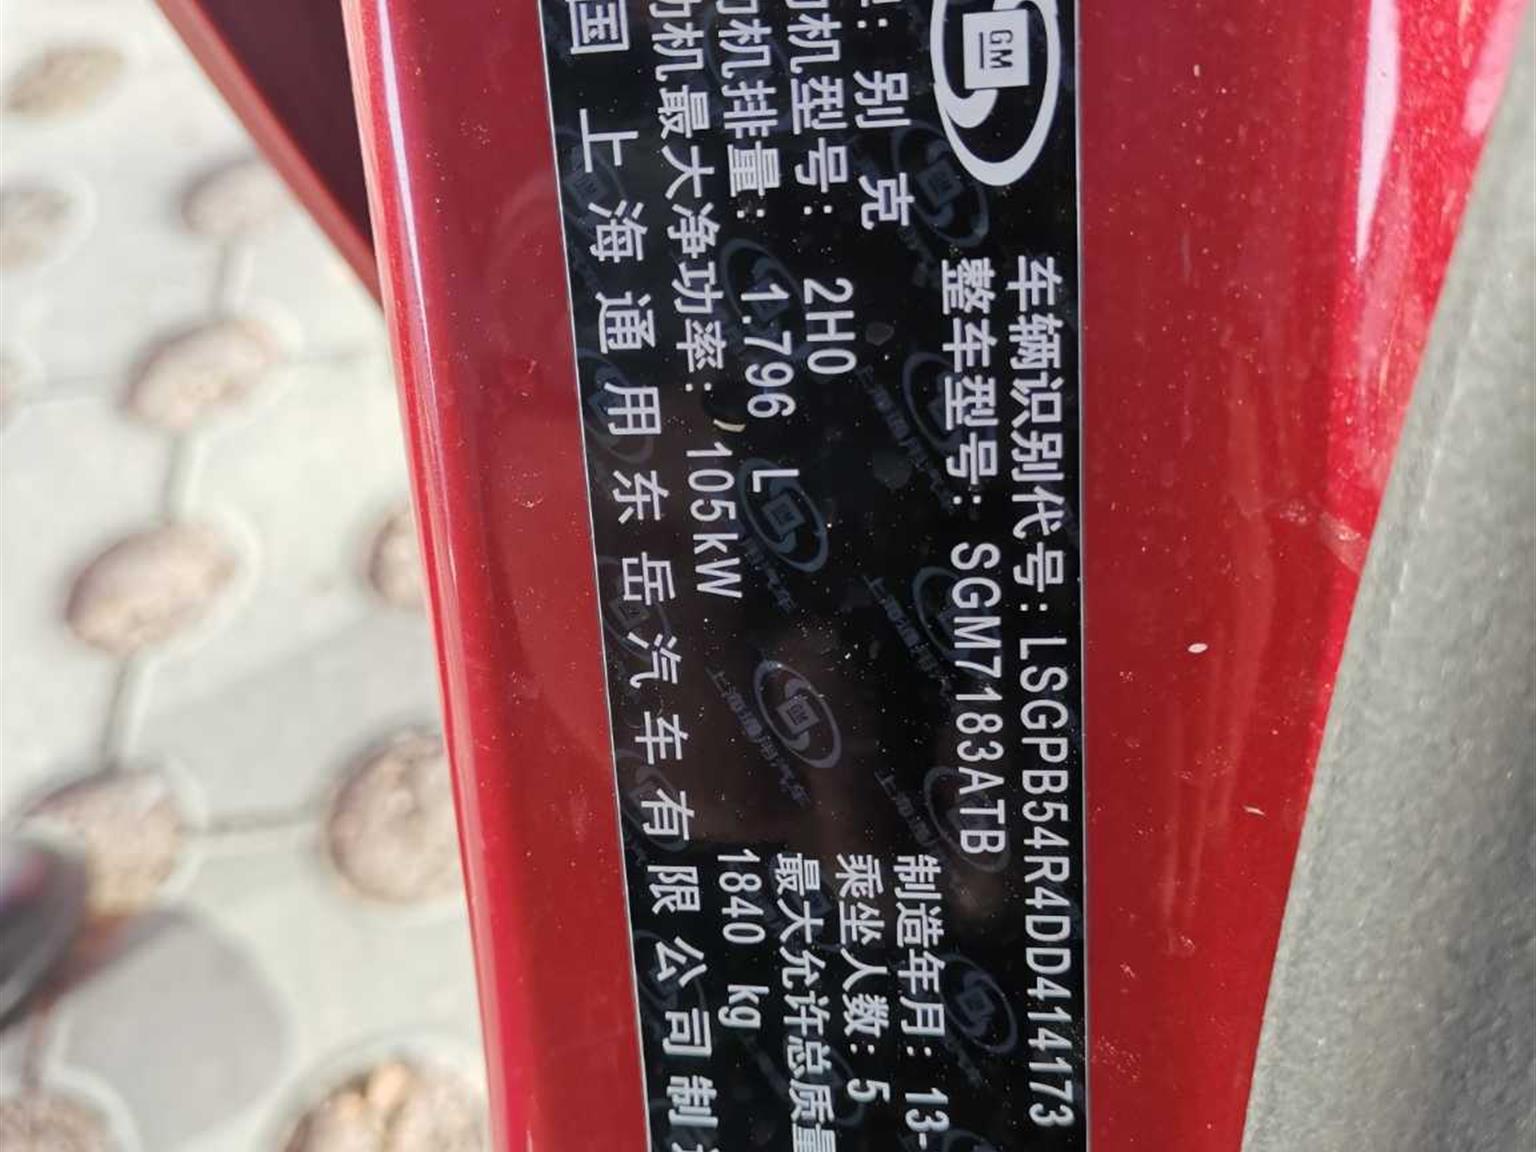 GM
车辆识别代号: LSGPB54R4DD414173
整车型号: SGM7183ATB
别克
制造年月: 13-
机型号: 2H0
乘坐人数: 5
机排量: 1.796 L
最大允许总质量
动机最大净功率: 105kW
1840 kg
国上海通用东岳汽车有限公司制